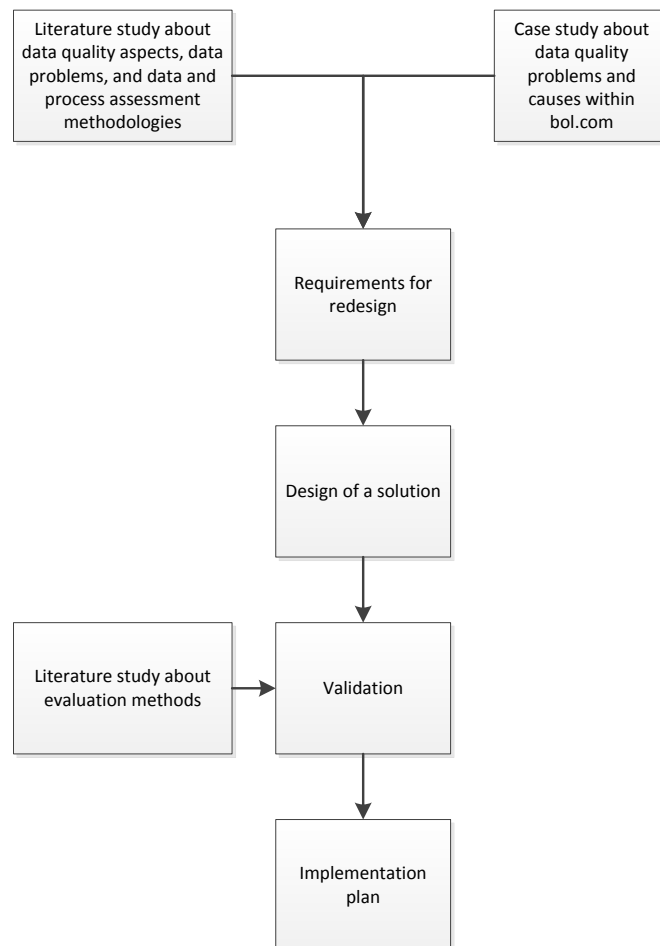 Literature study about
data quality aspects, data
problems, and data and
process assessment
methodologies
Case study about
data quality
problems and
causes within
bol.com
Requirements for
redesign
Design of a solution
Literature study about
evaluation methods
Validation
Implementation
plan